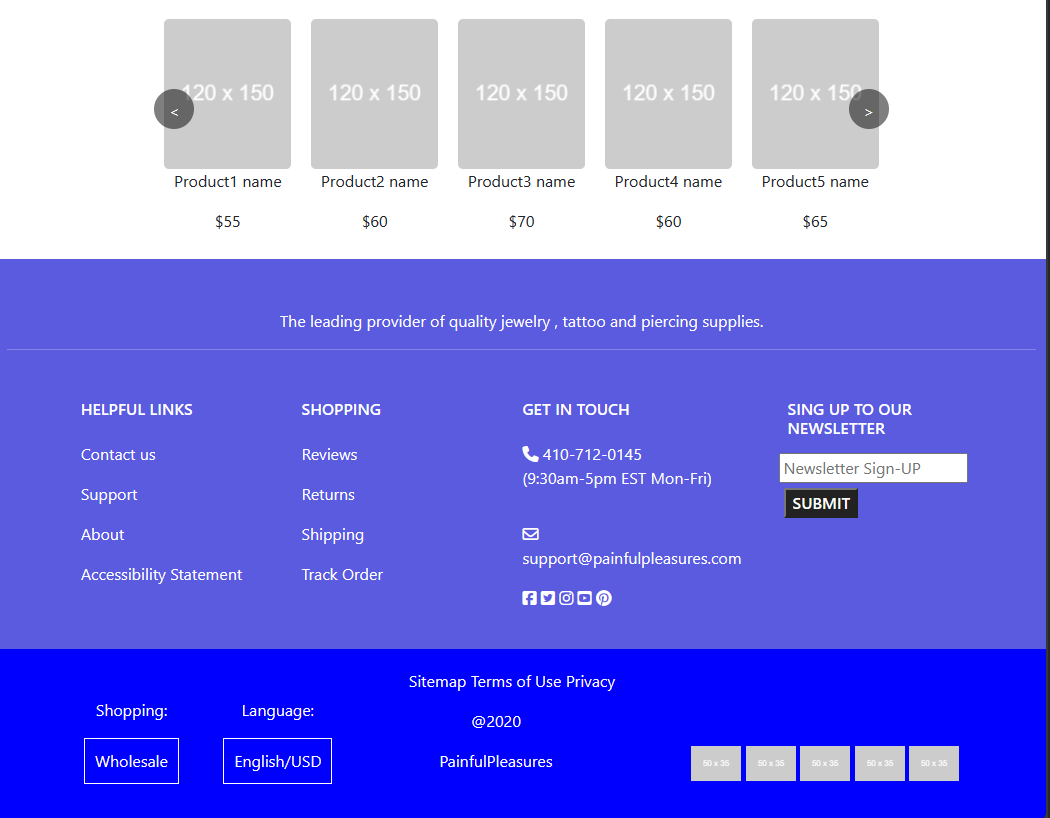 120 x 150 120 x 150 120 x 150 120 x 150 120 x 150
< >
Product1 name Product2 name Product3 name Product4 name Product5 name
$55 $60 $70 $60 $65
The leading provider of quality jewelry , tattoo and piercing supplies.
HELPFUL LINKS
Contact us
Support
About
Accessibility Statement
SHOPPING
Reviews
Returns
Shipping
Track Order
GET IN TOUCH
410-712-0145
(9:30am-5pm EST Mon-Fri)
support@painfulpleasures.com
SING UP TO OUR
NEWSLETTER
Newsletter Sign-UP
SUBMIT
Shopping:
Wholesale
Language:
English/USD
Sitemap Terms of Use Privacy
@2020
PainfulPleasures
50 x 35 50 x 35 50 x 35 50 x 35 50 x 35